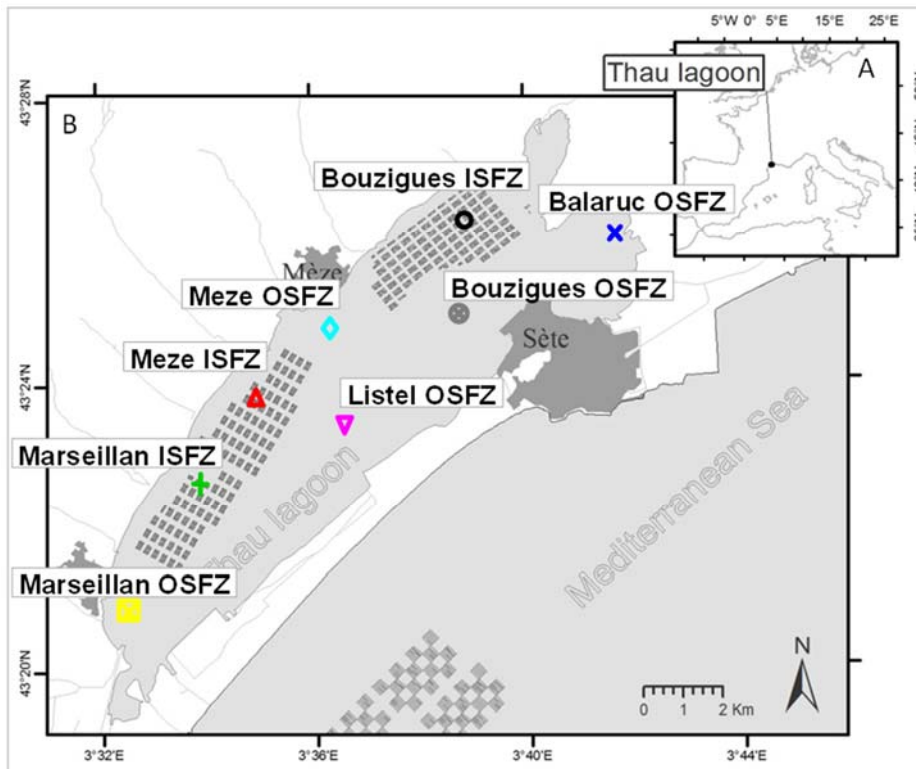 5°W 0° 5°E 15°E 25°E
Thau lagoon
A
43°28'N
B
Bouzigues ISFZ
Balaruc OSFZ
Mèze
Meze OSFZ
Bouzigues OSFZ
Sète
Meze ISFZ
43°24'N
Listel OSFZ
Marseillan ISFZ
Thau lagoon
Mediterranean Sea
Marseillan OSFZ
N
43°20'N
0 1 2 Km
3°32'E 3°36'E 3°40'E 3°44'E